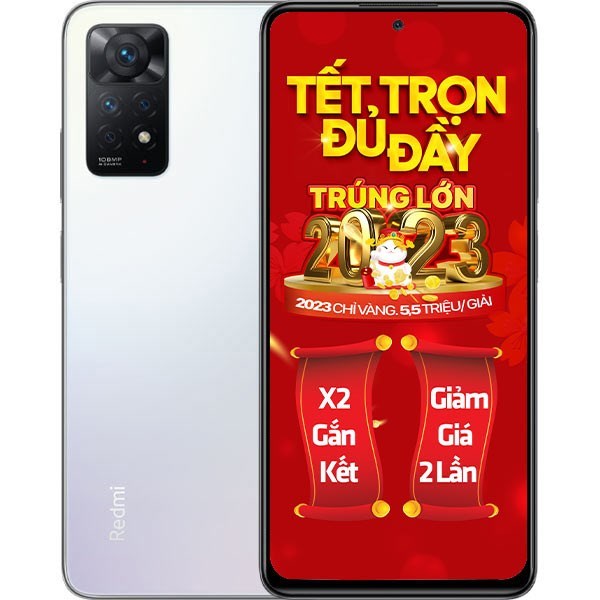 108MP
Redmi
TẾT TRỌN
ĐỦ ĐẦY
TRÚNG LỚN
2023
2023 CHỈ VÀNG. 5,5 TRIỆU/ GIẢI
X2
Gắn
Kết
Giảm
Giá
2 Lần